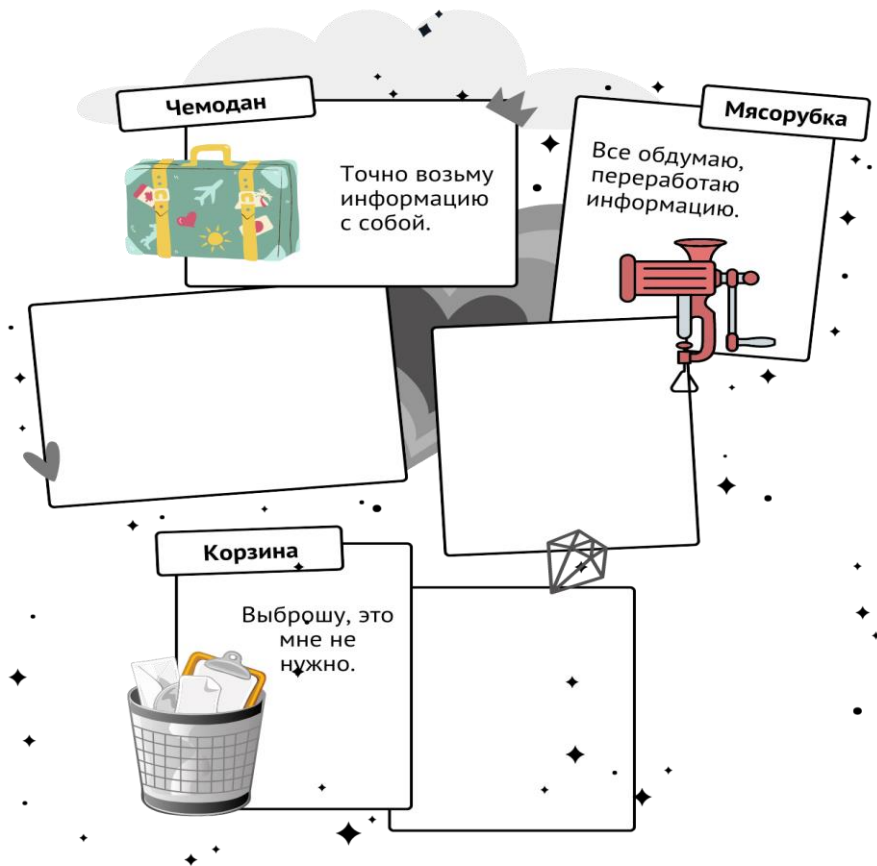 Чемодан
Точно возьму
информацию
с собой.
Мясорубка
Все обдумаю,
переработаю
информацию.
Корзина
Выброшу, это
мне не
нужно.